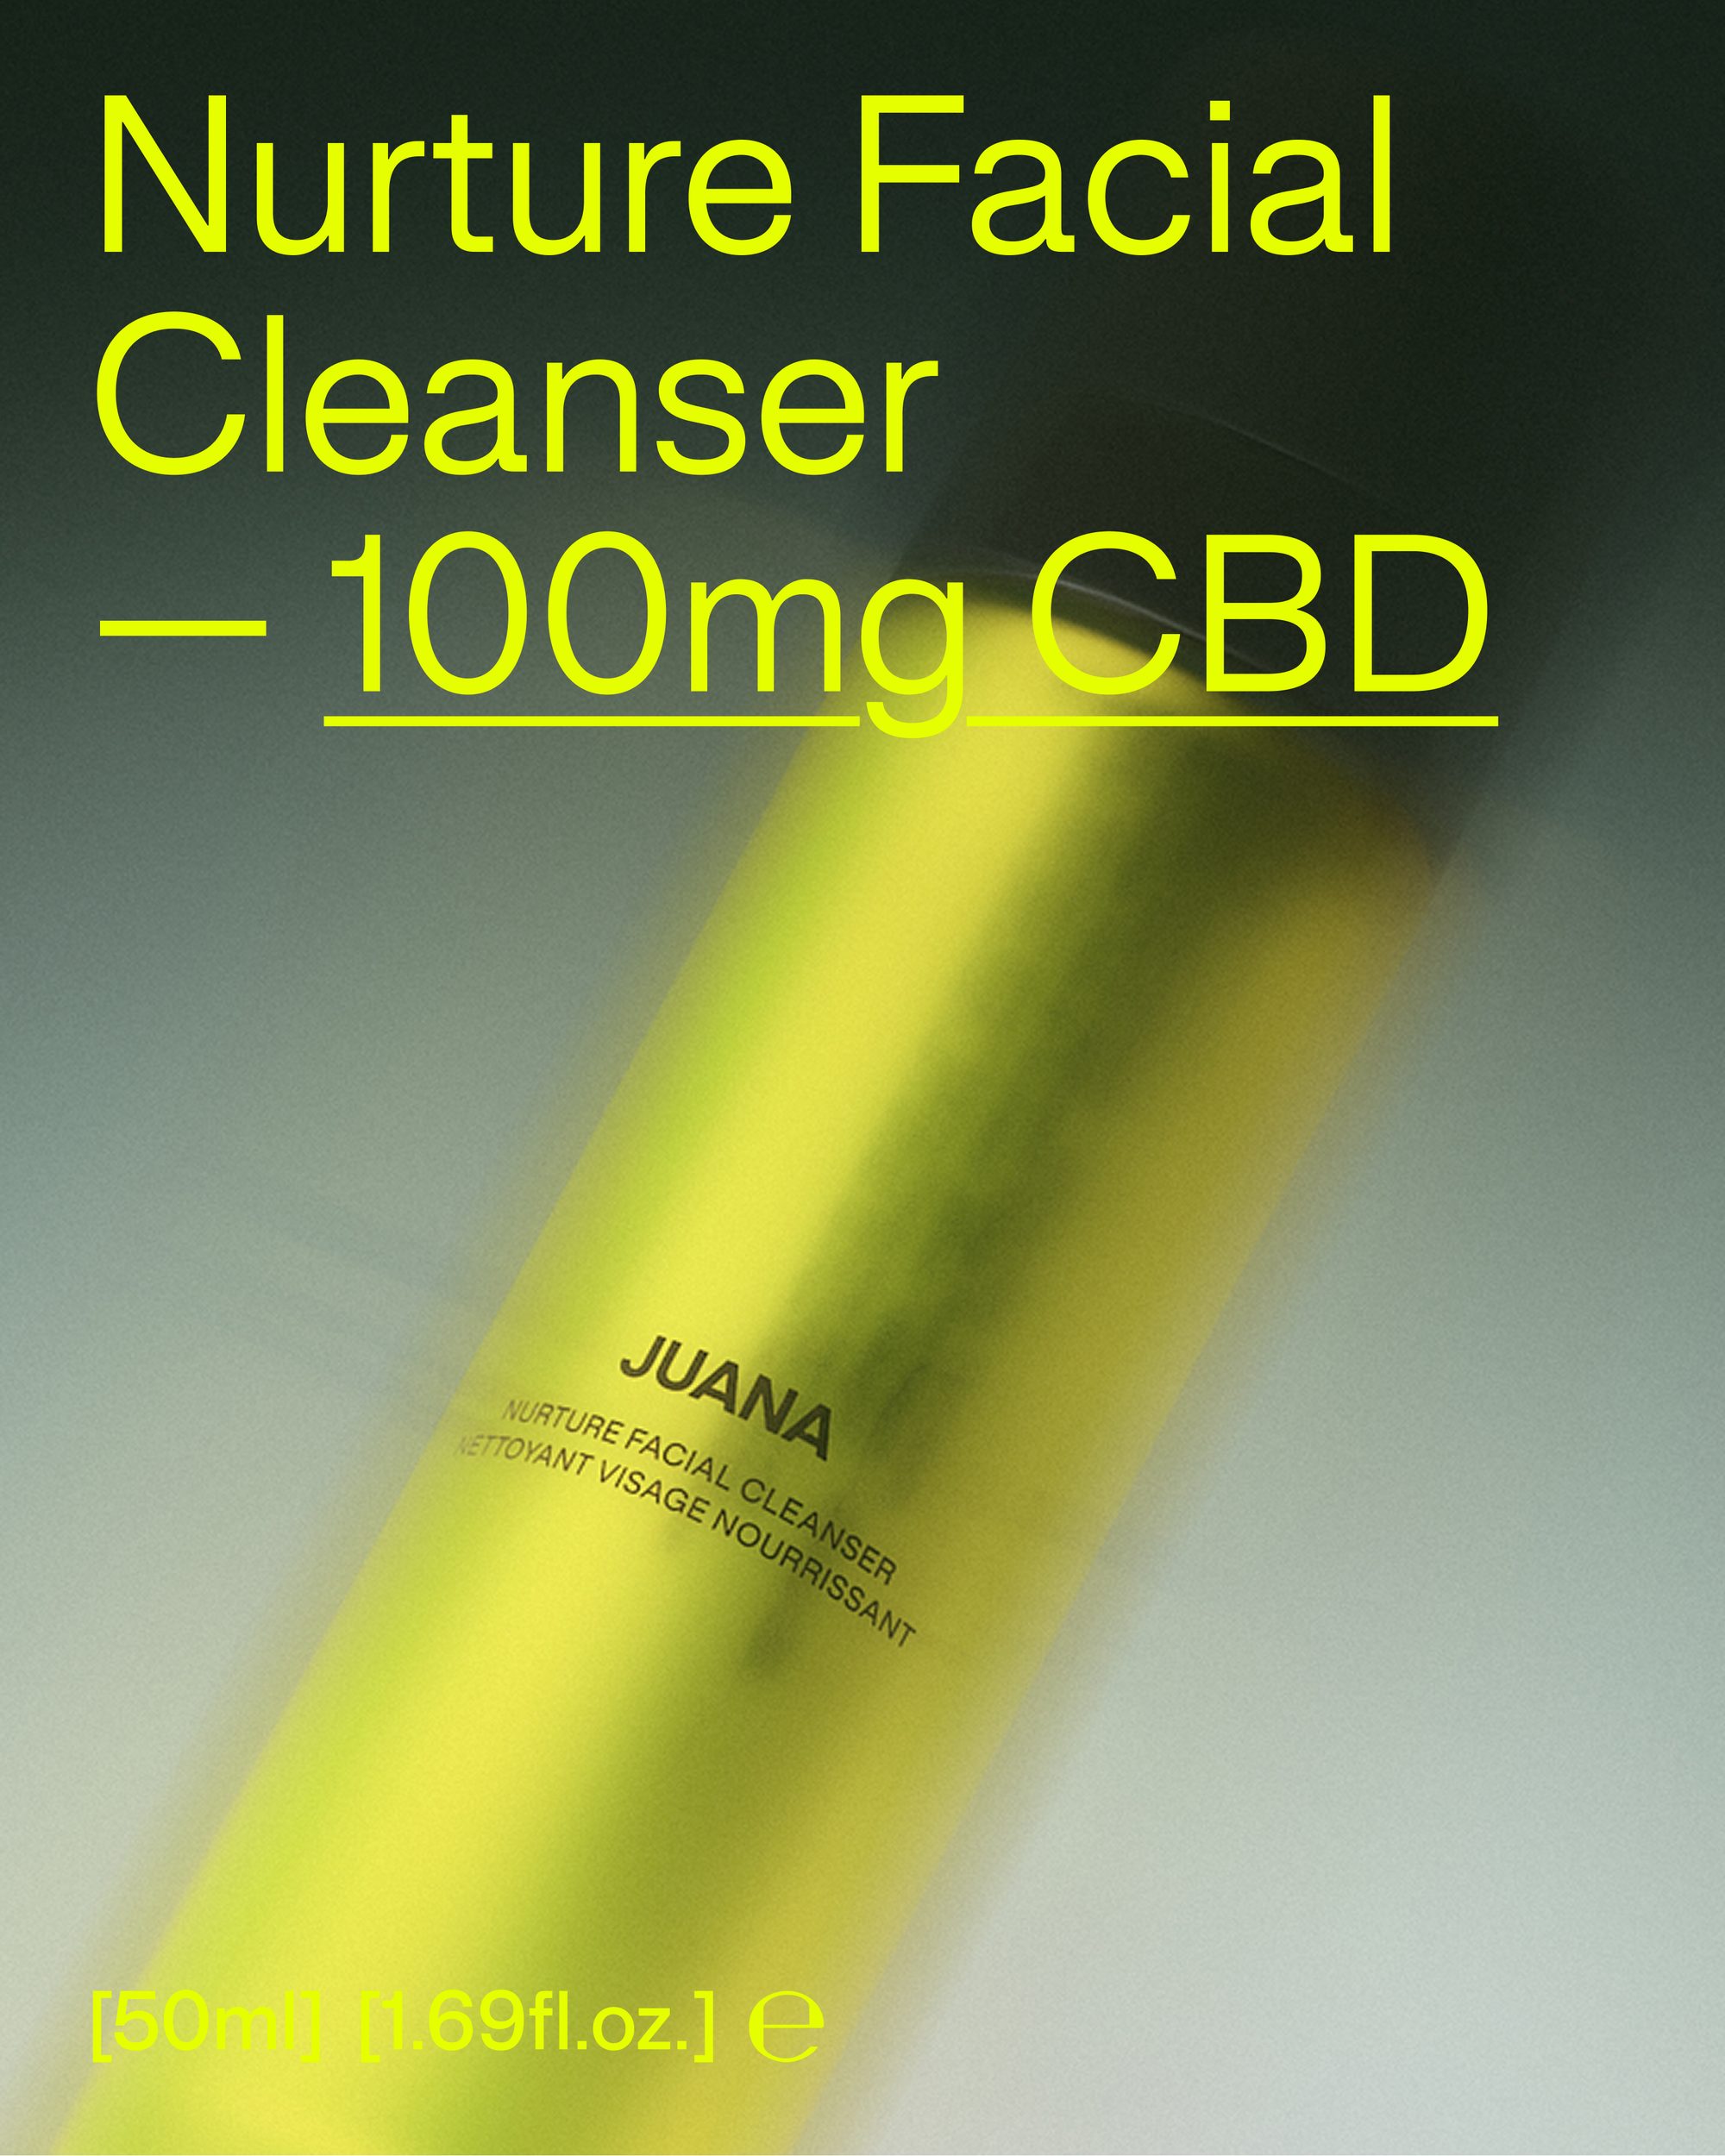 Nurture Facial
Cleanser
— 100mg CBD
JUANA
NURTURE FACIAL CLEANSER
NETTOYANT VISAGE NOURRISSANT
[50ml] [1.69fl.oz.] ℮